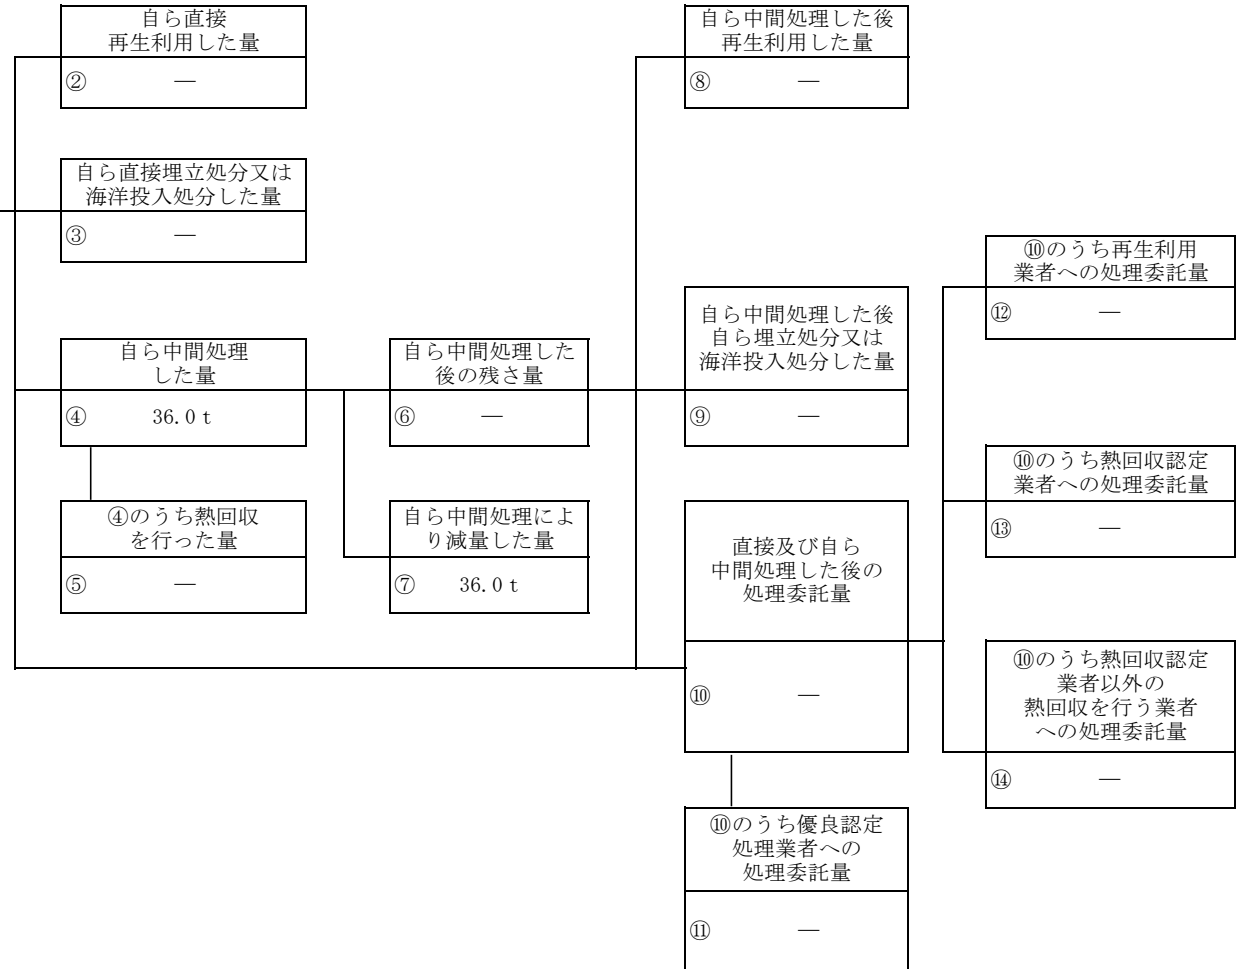 自ら直接
再生利用した量
② ―
自ら直接埋立処分又は
海洋投入処分した量
③ ―
自ら中間処理
した量
④ 36.0 t
④のうち熱回収
を行った量
⑤ ―
自ら中間処理した
後の残さ量
⑥ ―
自ら中間処理によ
り減量した量
⑦ 36.0 t
自ら中間処理した後
再生利用した量
⑧ ―
自ら中間処理した後
自ら埋立処分又は
海洋投入処分した量
⑨ ―
直接及び自ら
中間処理した後の
処理委託量
⑩ ―
⑩のうち優良認定
処理業者への
処理委託量
⑪ ―
⑩のうち再生利用
業者への処理委託量
⑫ ―
⑩のうち熱回収認定
業者への処理委託量
⑬ ―
⑩のうち熱回収認定
業者以外の
熱回収を行う業者
への処理委託量
⑭ ―